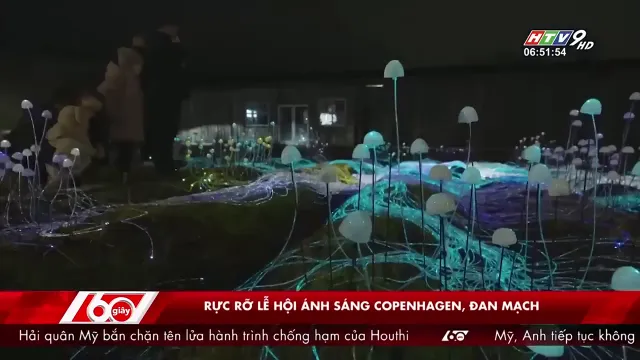 HTV9 HD
06:51:54
60 giây
RỰC RỠ LỄ HỘI ÁNH SÁNG COPENHAGEN, ĐAN MẠCH
Hải quân Mỹ bắn chặn tên lửa hành trình chống hạm của Houthi 60 Mỹ, Anh tiếp tục không